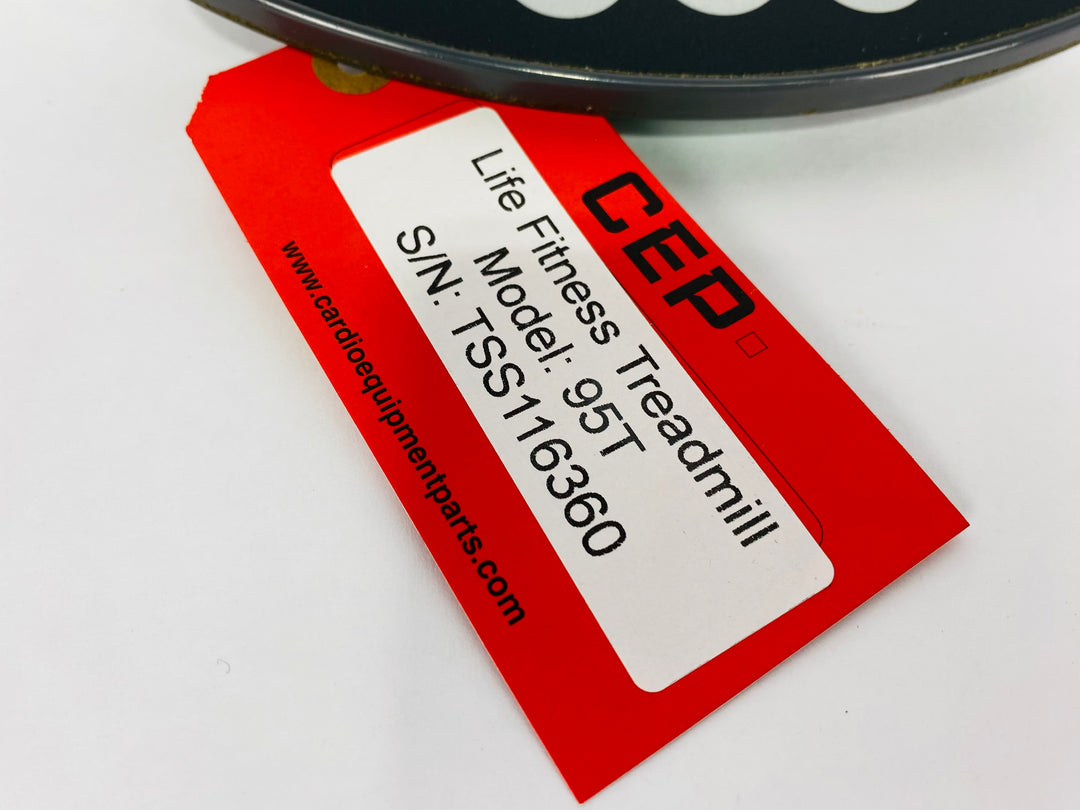 CEP
Life Fitness Treadmill
Model: 95T
S/N: TSS116360
www.cardioequipmentparts.com